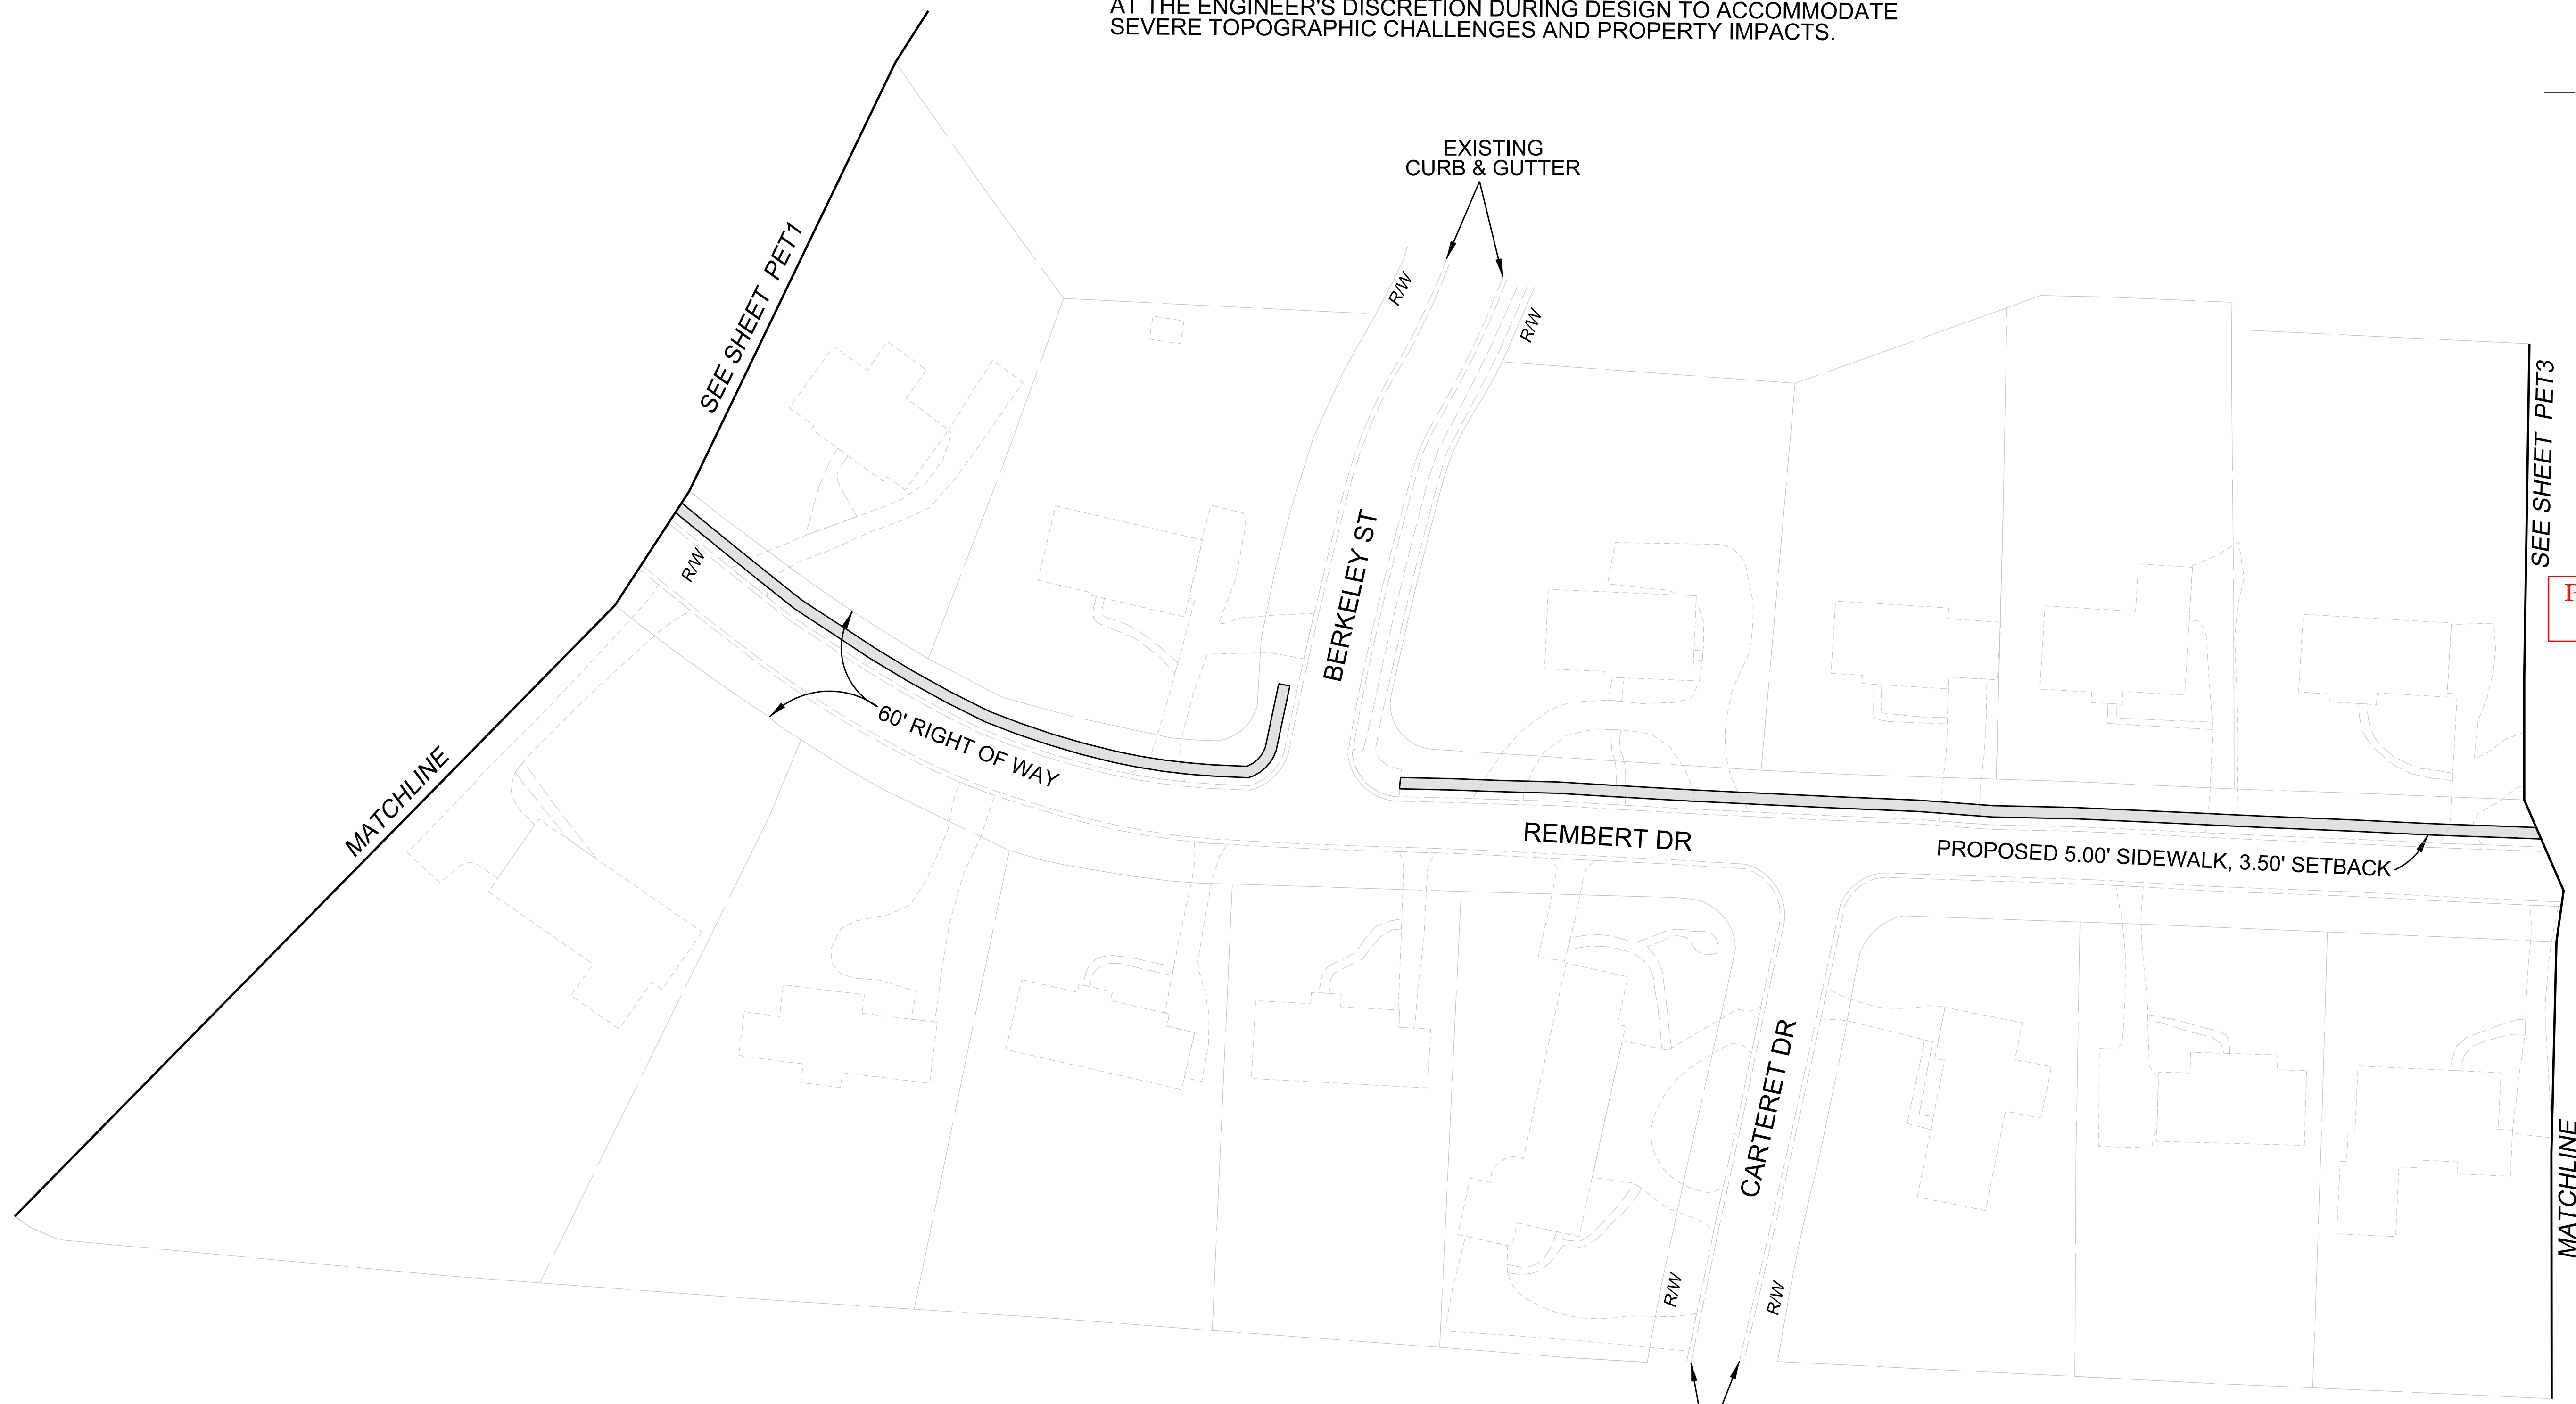 AT THE ENGINEER'S DISCRETION DURING DESIGN TO ACCOMMODATE
SEVERE TOPOGRAPHIC CHALLENGES AND PROPERTY IMPACTS.
EXISTING
CURB & GUTTER
SEE SHEET PET1
R/W
R/W
SEE SHEET PET3
P
BERKELEY ST
R/W
60' RIGHT OF WAY
MATCHLINE
REMBERT DR
PROPOSED 5.00' SIDEWALK, 3.50' SETBACK
CARTERET DR
MATCHLINE
R/W
R/W